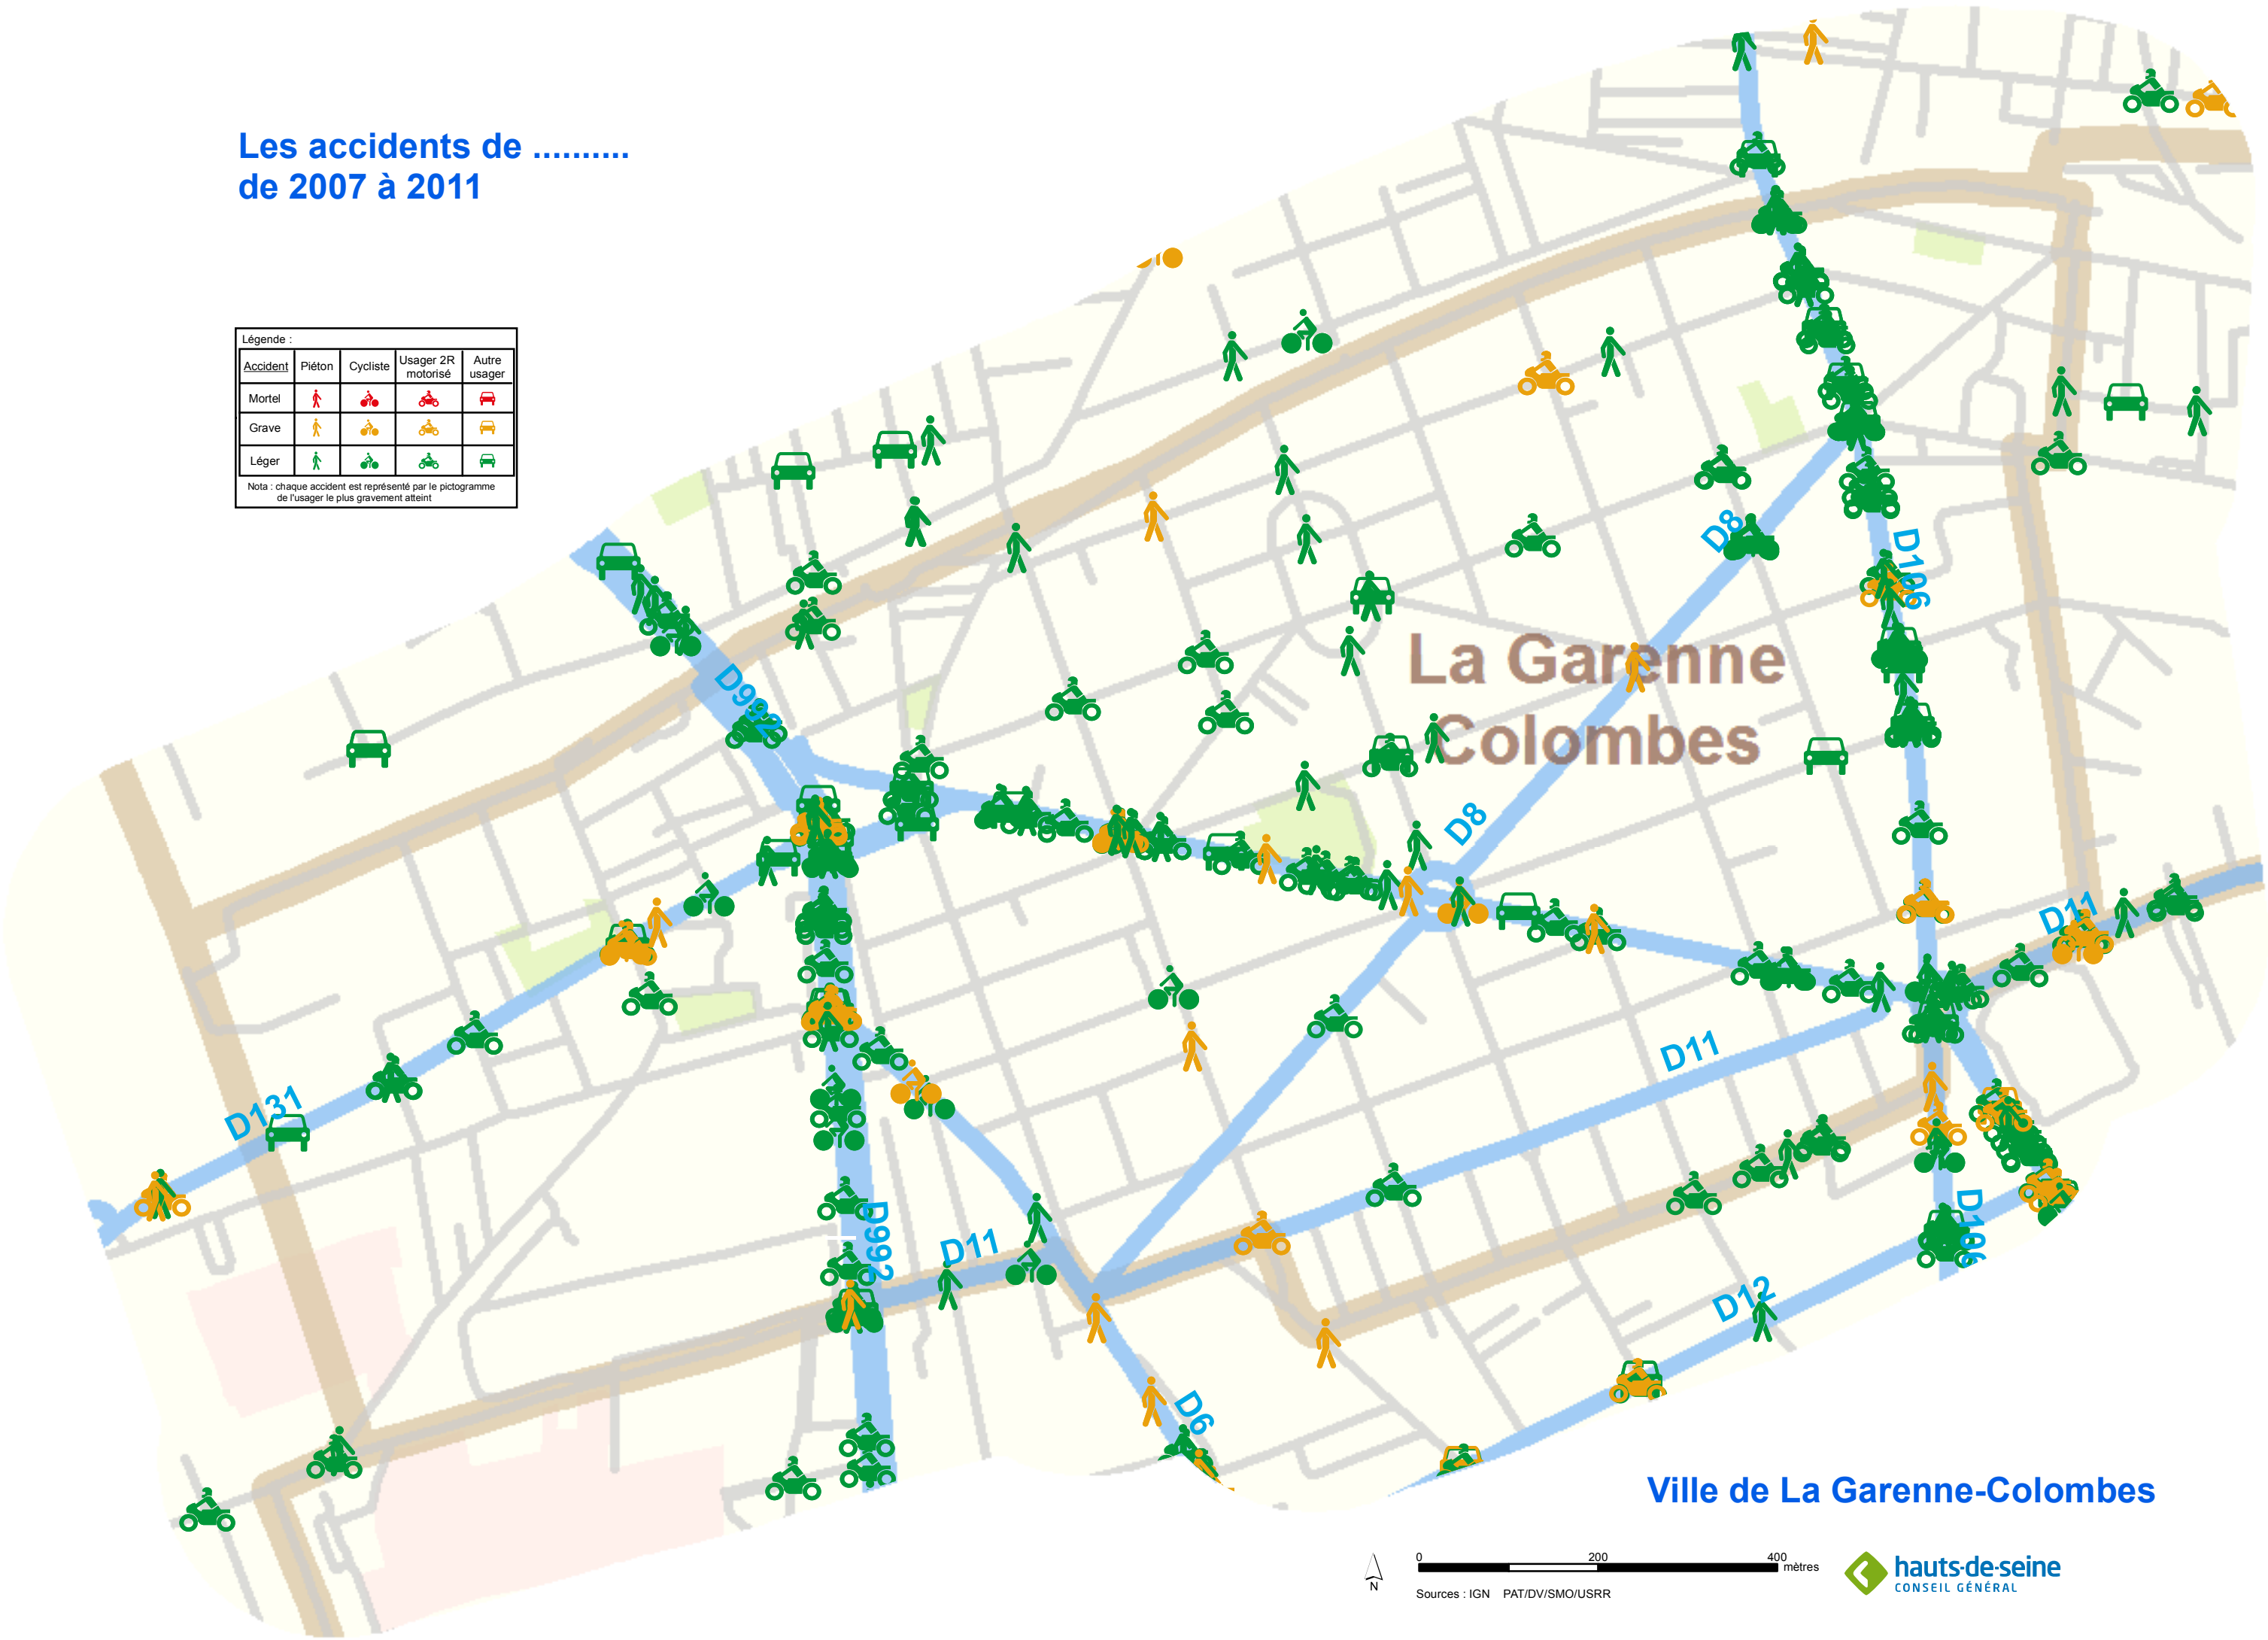 Les accidents de ..........
de 2007 à 2011
Légende :
Accident Piéton Cycliste Usager 2R motorisé Autre usager
Mortel
Grave
Léger
Nota : chaque accident est représenté par le pictogramme
de l'usager le plus gravement atteint
D8
D106
La Garenne
Colombes
D992
D8
D11
D11
D131
D992
D11
D106
D12
D6
Ville de La Garenne-Colombes
0 200 400
mètres
N
Sources : IGN PAT/DV/SMO/USRR
hauts-de-seine
CONSEIL GÉNÉRAL